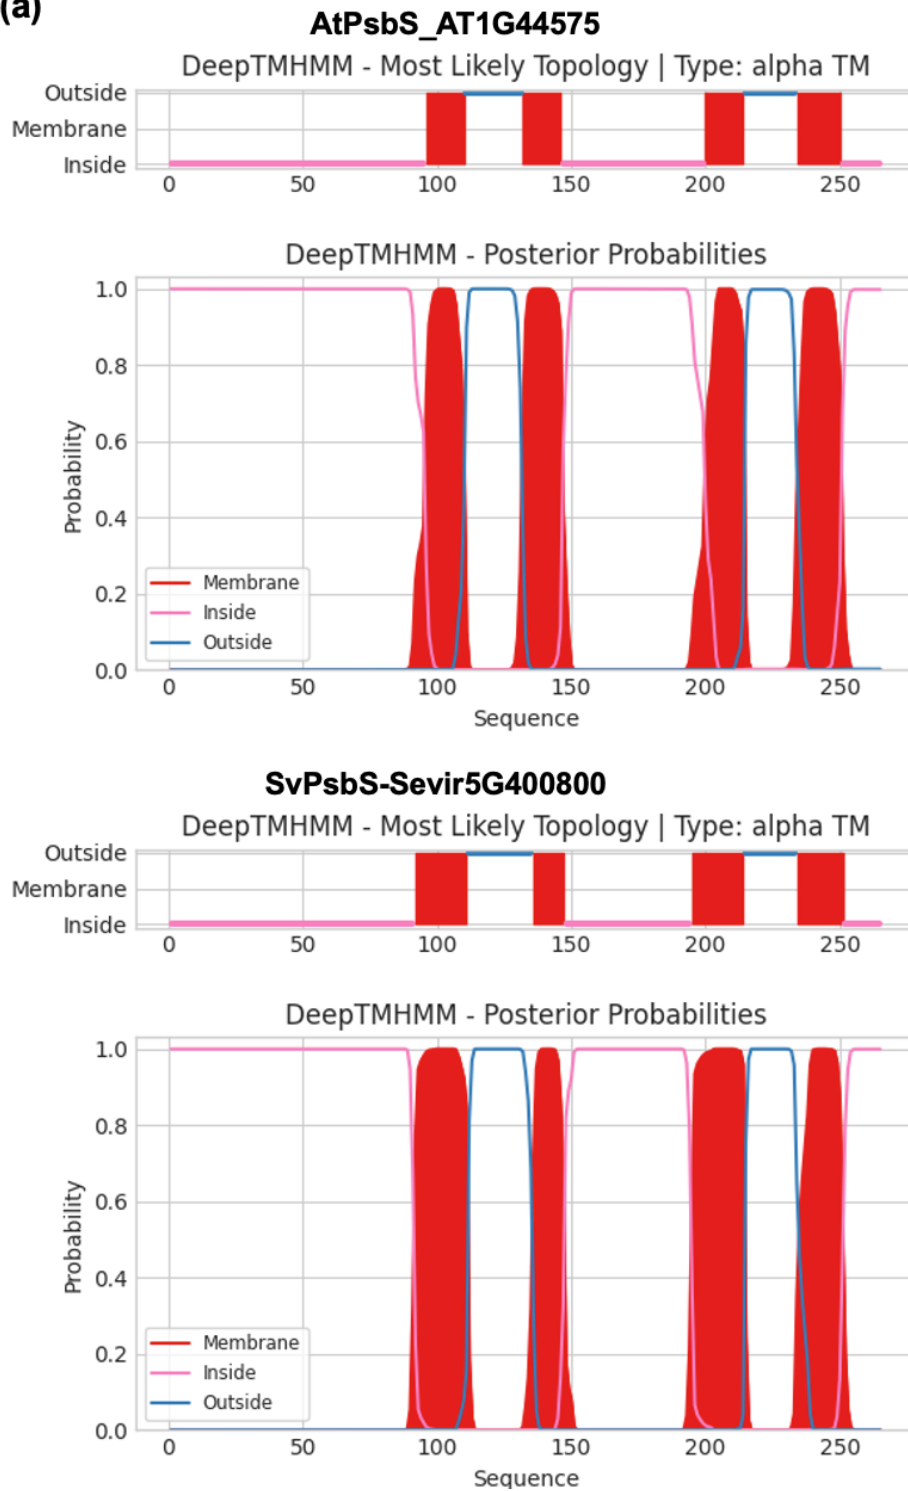 (a)
AtPsbS_AT1G44575
DeepTMHMM - Most Likely Topology | Type: alpha TM
Outside
Membrane
Inside
0 50 100 150 200 250
DeepTMHMM - Posterior Probabilities
1.0
0.8
0.6
0.4
0.2
0.0
Probability
Membrane
Inside
Outside
0 50 100 150 200 250
Sequence
SvPsbS-Sevir5G400800
DeepTMHMM - Most Likely Topology | Type: alpha TM
Outside
Membrane
Inside
0 50 100 150 200 250
DeepTMHMM - Posterior Probabilities
1.0
0.8
0.6
0.4
0.2
0.0
Probability
Membrane
Inside
Outside
0 50 100 150 200 250
Sequence